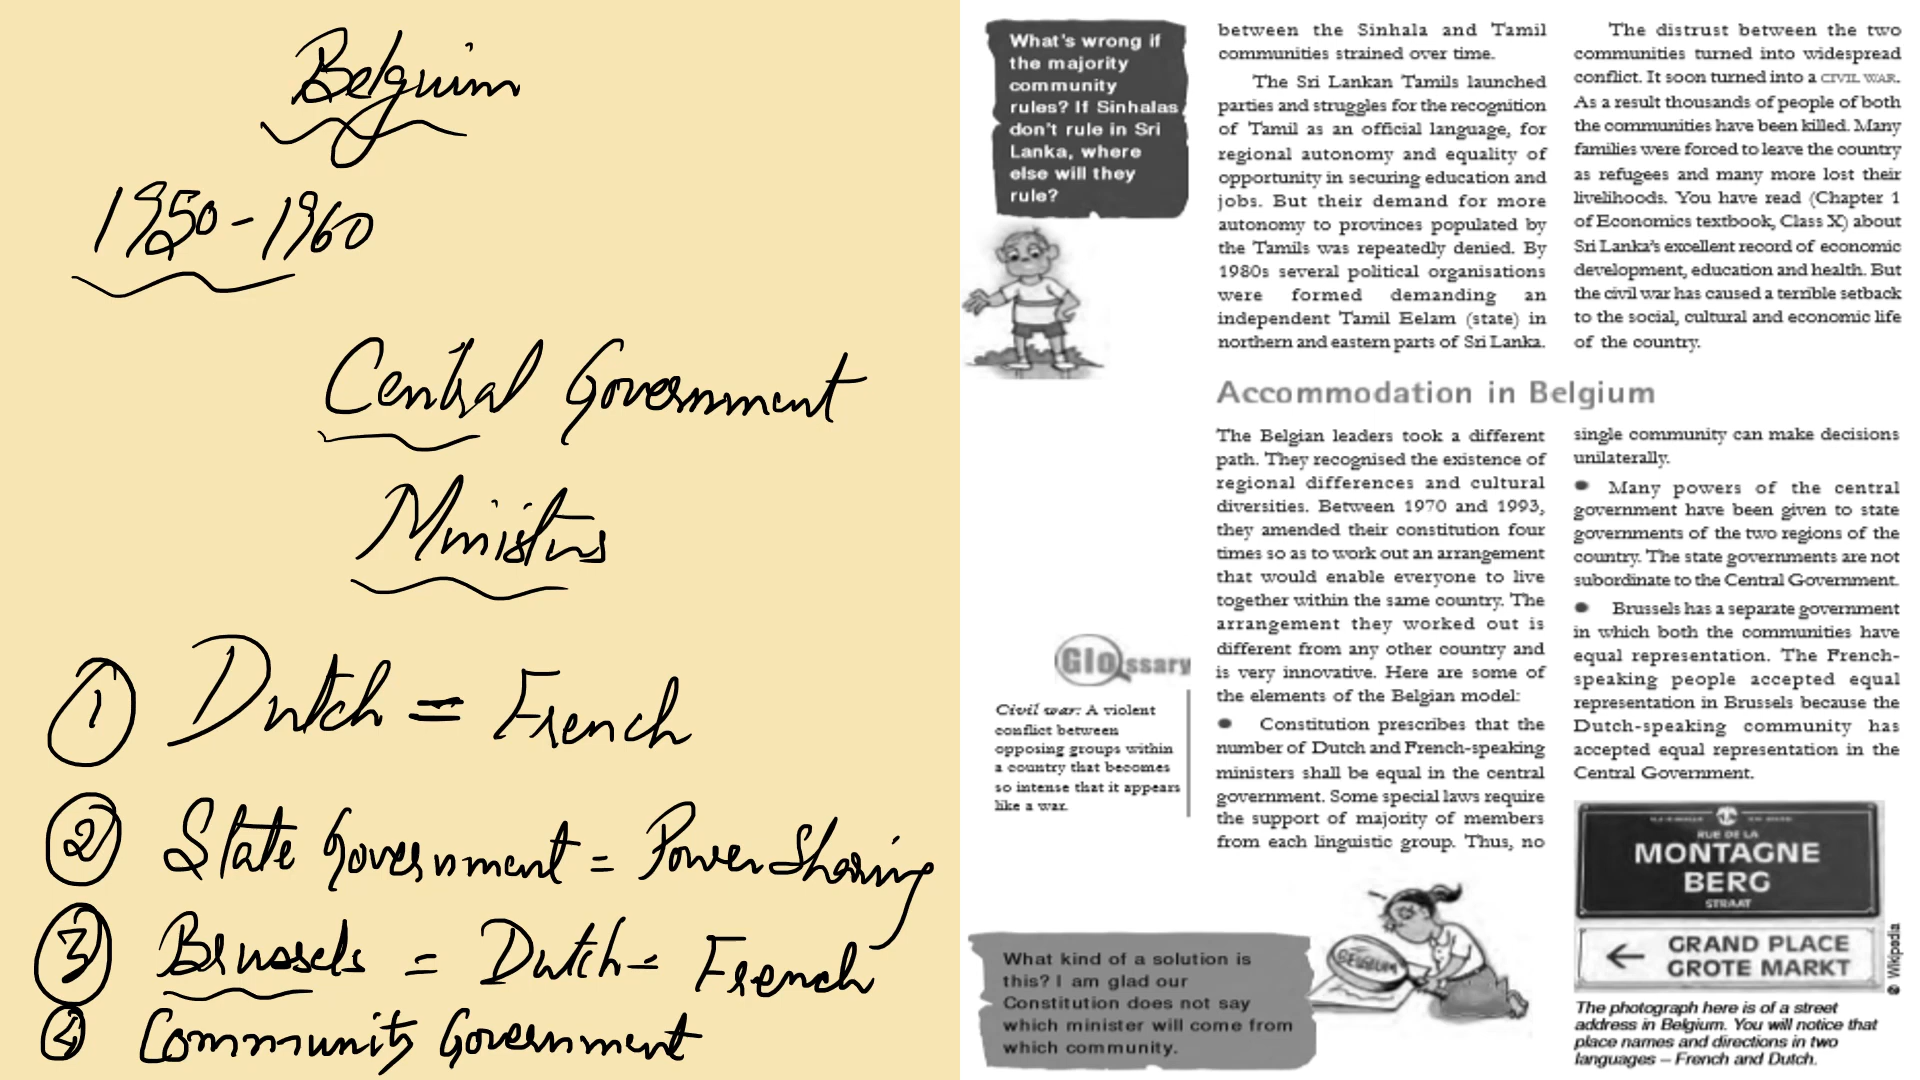 Belguim
1950-1960
Central Government
Ministers
1 Dutch = French
2 State Government = Power Sharing
3 Brussels = Dutch = French
4 Community Government
What's wrong if
the majority
community
rules? If Sinhalas
don't rule in Sri
Lanka, where
else will they
rule?
between the Sinhala and Tamil
communities strained over time.
The Sri Lankan Tamils launched
parties and struggles for the recognition
of Tamil as an official language, for
regional autonomy and equality of
opportunity in securing education and
jobs. But their demand for more
autonomy to provinces populated by
the Tamils was repeatedly denied. By
1980s several political organisations
were formed demanding an
independent Tamil Eelam (state) in
northern and eastern parts of Sri Lanka.
The distrust between the two
communities turned into widespread
conflict. It soon turned into a CIVIL WAR.
As a result thousands of people of both
the communities have been killed. Many
families were forced to leave the country
as refugees and many more lost their
livelihoods. You have read (Chapter 1
of Economics textbook, Class X) about
Sri Lanka's excellent record of economic
development, education and health. But
the civil war has caused a terrible setback
to the social, cultural and economic life
of the country.
Accommodation in Belgium
The Belgian leaders took a different
path. They recognised the existence of
regional differences and cultural
diversities. Between 1970 and 1993,
they amended their constitution four
times so as to work out an arrangement
that would enable everyone to live
together within the same country. The
arrangement they worked out is
different from any other country and
is very innovative. Here are some of
the elements of the Belgian model:
● Constitution prescribes that the
number of Dutch and French-speaking
ministers shall be equal in the central
government. Some special laws require
the support of majority of members
from each linguistic group. Thus, no
single community can make decisions
unilaterally.
● Many powers of the central
government have been given to state
governments of the two regions of the
country. The state governments are not
subordinate to the Central Government.
● Brussels has a separate government
in which both the communities have
equal representation. The French-
speaking people accepted equal
representation in Brussels because the
Dutch-speaking community has
accepted equal representation in the
Central Government.
Glossary
Civil war: A violent
conflict between
opposing groups within
a country that becomes
so intense that it appears
like a war.
What kind of a solution is
this? I am glad our
Constitution does not say
which minister will come from
which community.
BELGIUM
RUE DE LA
MONTAGNE
BERG
STRAAT
← GRAND PLACE
GROTE MARKT
© Wikipedia
The photograph here is of a street
address in Belgium. You will notice that
place names and directions in two
languages – French and Dutch.